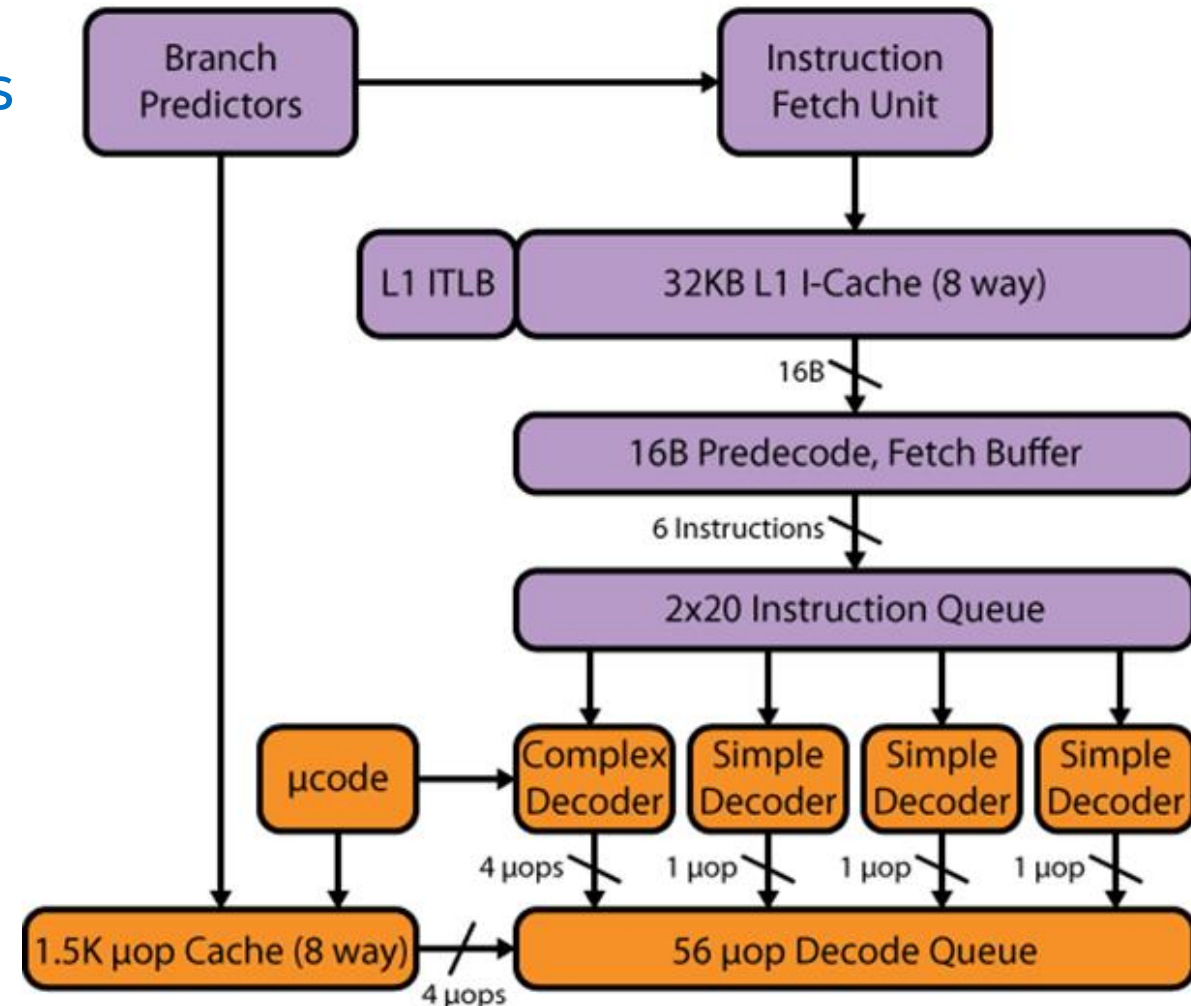 s
Branch
Predictors
Instruction
Fetch Unit
L1 ITLB
32KB L1 I-Cache (8 way)
16B
16B Predecode, Fetch Buffer
6 Instructions
2x20 Instruction Queue
μcode
Complex
Decoder
Simple
Decoder
Simple
Decoder
Simple
Decoder
4 μops
1 μop
1 μop
1 μop
1.5K μop Cache (8 way)
4 μops
56 μop Decode Queue